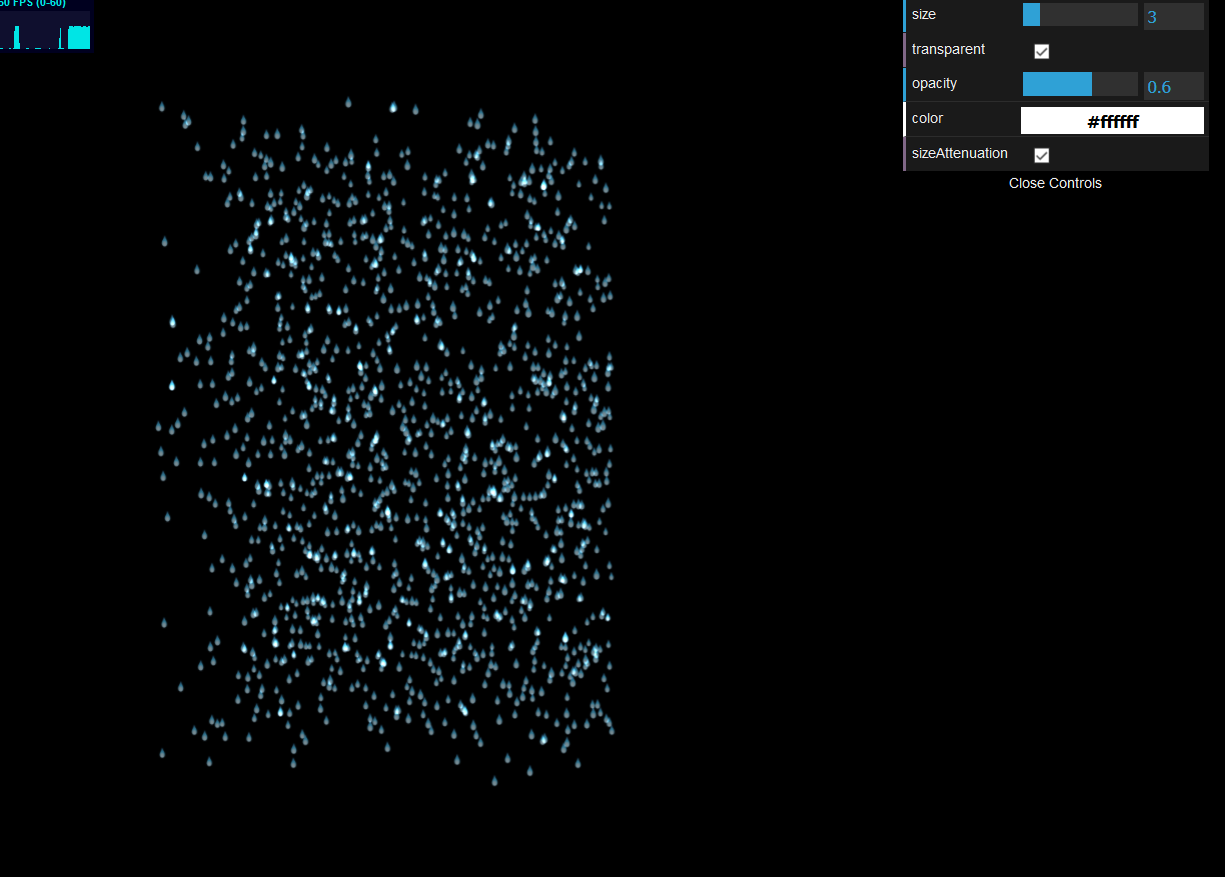 60 FPS (0-60)
size 3
transparent
opacity 0.6
color #ffffff
sizeAttenuation
Close Controls